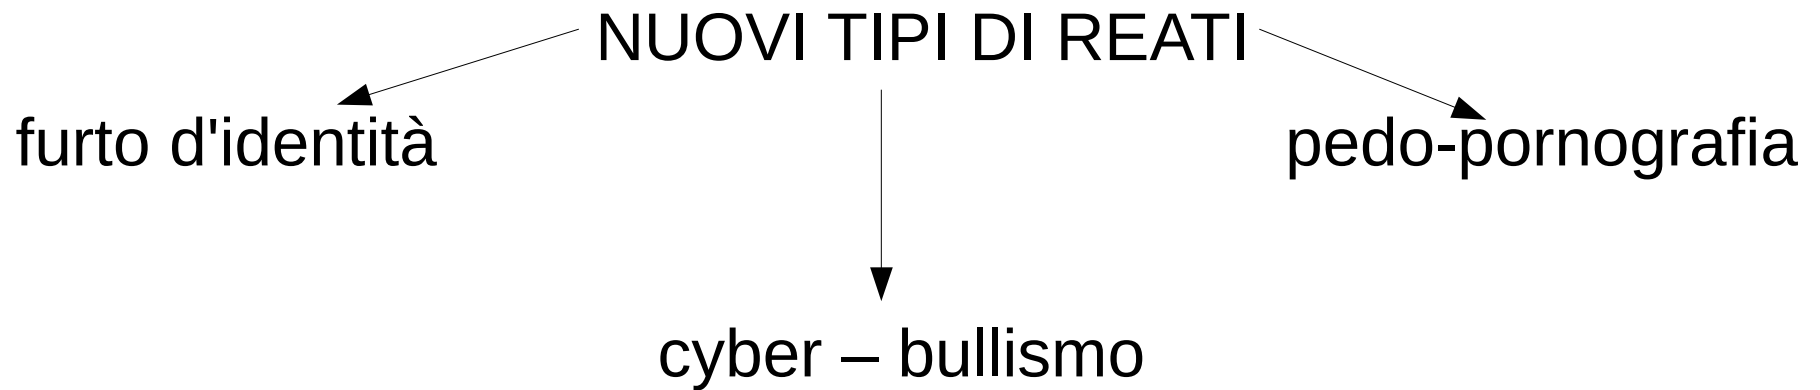 NUOVI TIPI DI REATI
furto d'identità
pedo-pornografia
cyber – bullismo